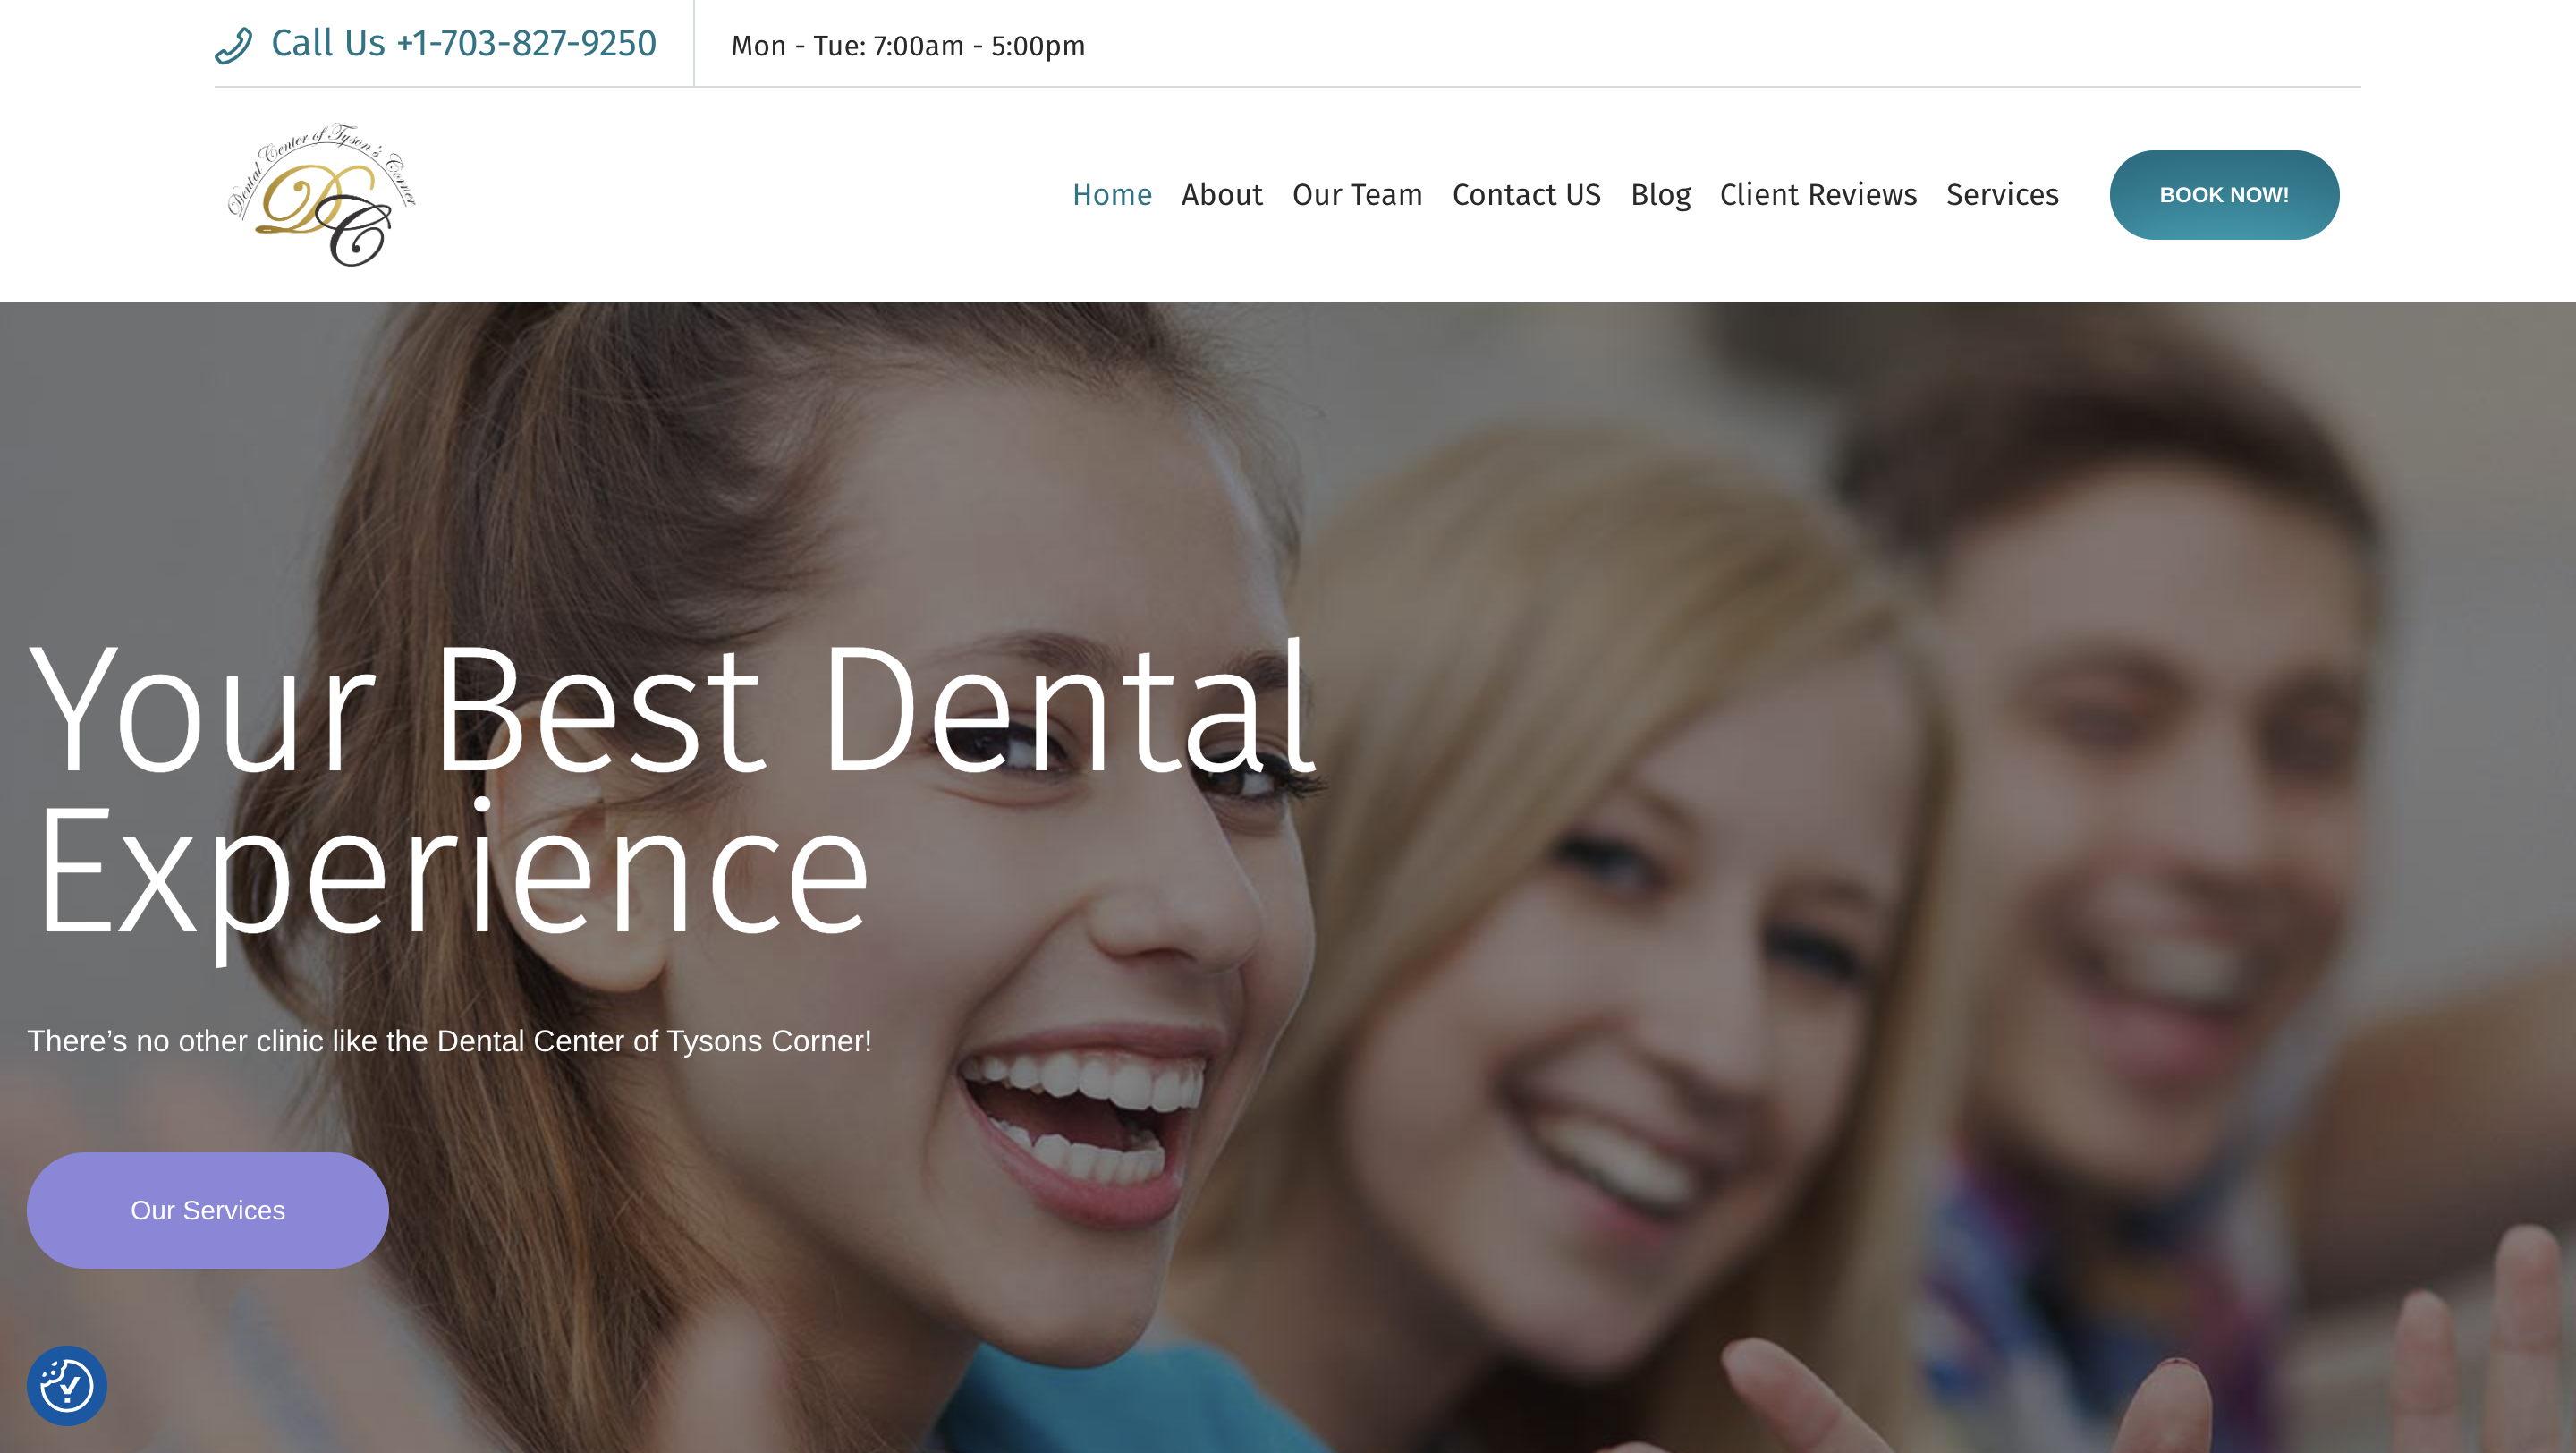 Call Us +1-703-827-9250
Mon - Tue: 7:00am - 5:00pm
Dental Center of Tyson's Corner
DC
Home About Our Team Contact US Blog Client Reviews Services BOOK NOW!
Your Best Dental
Experience
There’s no other clinic like the Dental Center of Tysons Corner!
Our Services